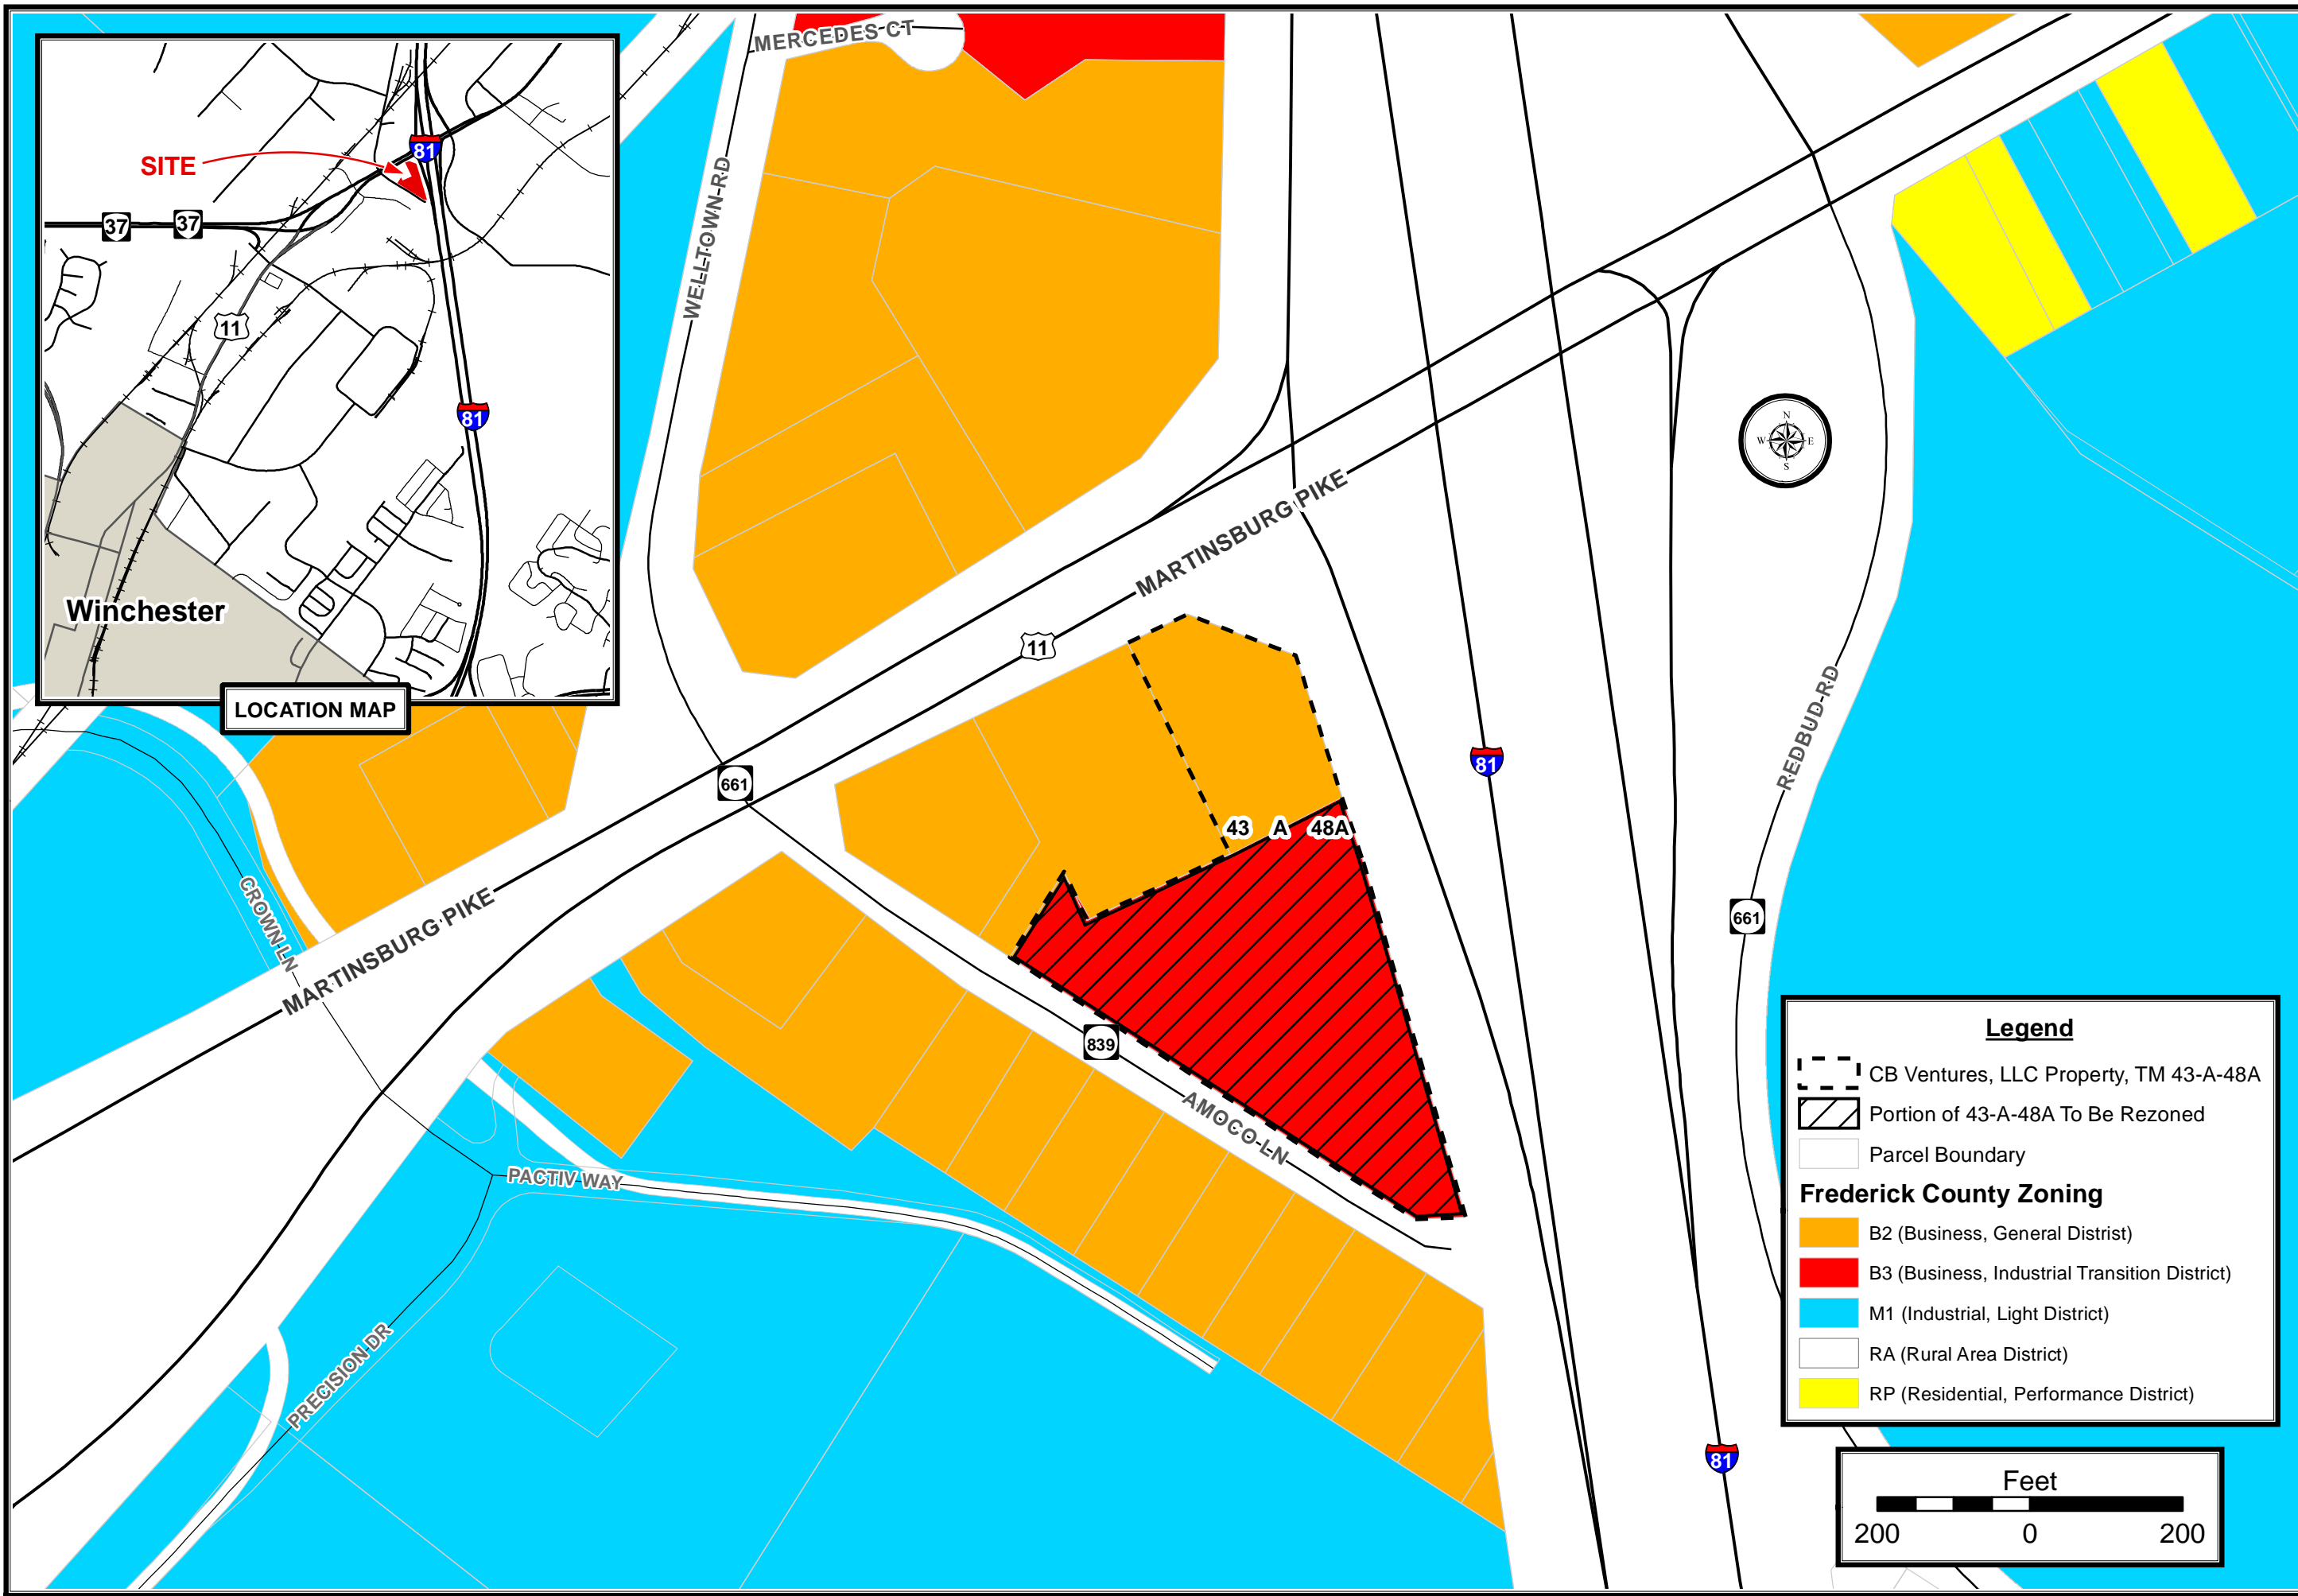 MERCEDES CT
SITE
81
37
37
11
81
Winchester
LOCATION MAP
WELLTOWN RD
MARTINSBURG PIKE
11
N
W E
S
661
81
REDBUD RD
43 A 48A
CROWN LN
MARTINSBURG PIKE
661
839
AMOCO LN
PACTIV WAY
PRECISION DR
81
Legend
CB Ventures, LLC Property, TM 43-A-48A
Portion of 43-A-48A To Be Rezoned
Parcel Boundary
Frederick County Zoning
B2 (Business, General Distrist)
B3 (Business, Industrial Transition District)
M1 (Industrial, Light District)
RA (Rural Area District)
RP (Residential, Performance District)
Feet
200 0 200